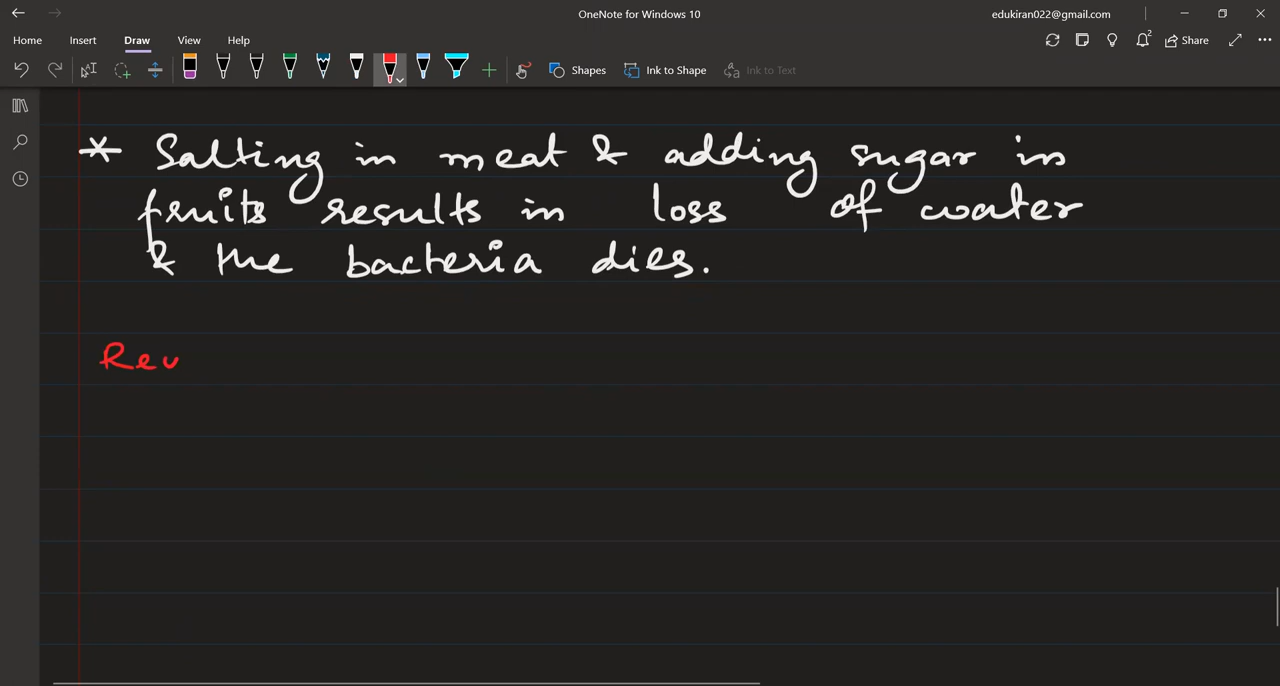 OneNote for Windows 10
edukiran022@gmail.com
Home Insert Draw View Help
2 Share
Shapes Ink to Shape Ink to Text
* Salting in meat & adding sugar in
fruits results in loss of water
& the bacteria dies.
Rev